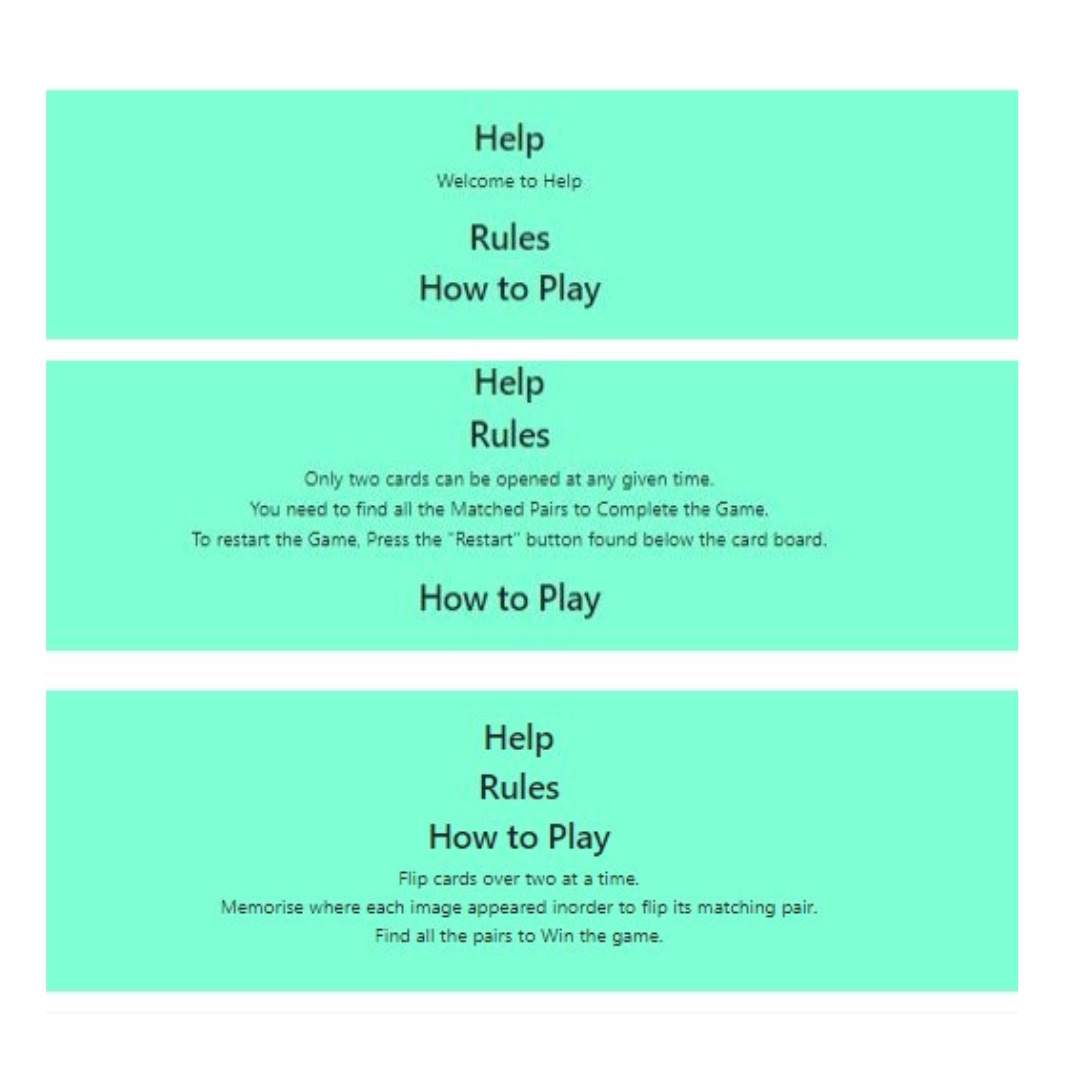 Help
Welcome to Help
Rules
How to Play
Help
Rules
Only two cards can be opened at any given time.
You need to find all the Matched Pairs to Complete the Game.
To restart the Game, Press the "Restart" button found below the card board.
How to Play
Help
Rules
How to Play
Flip cards over two at a time.
Memorise where each image appeared inorder to flip its matching pair.
Find all the pairs to Win the game.